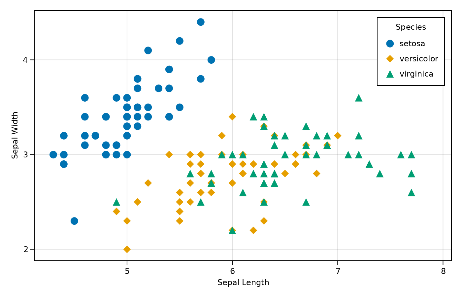 Species
setosa
versicolor
virginica
4
3
2
5
6
7
8
Sepal Width
Sepal Length